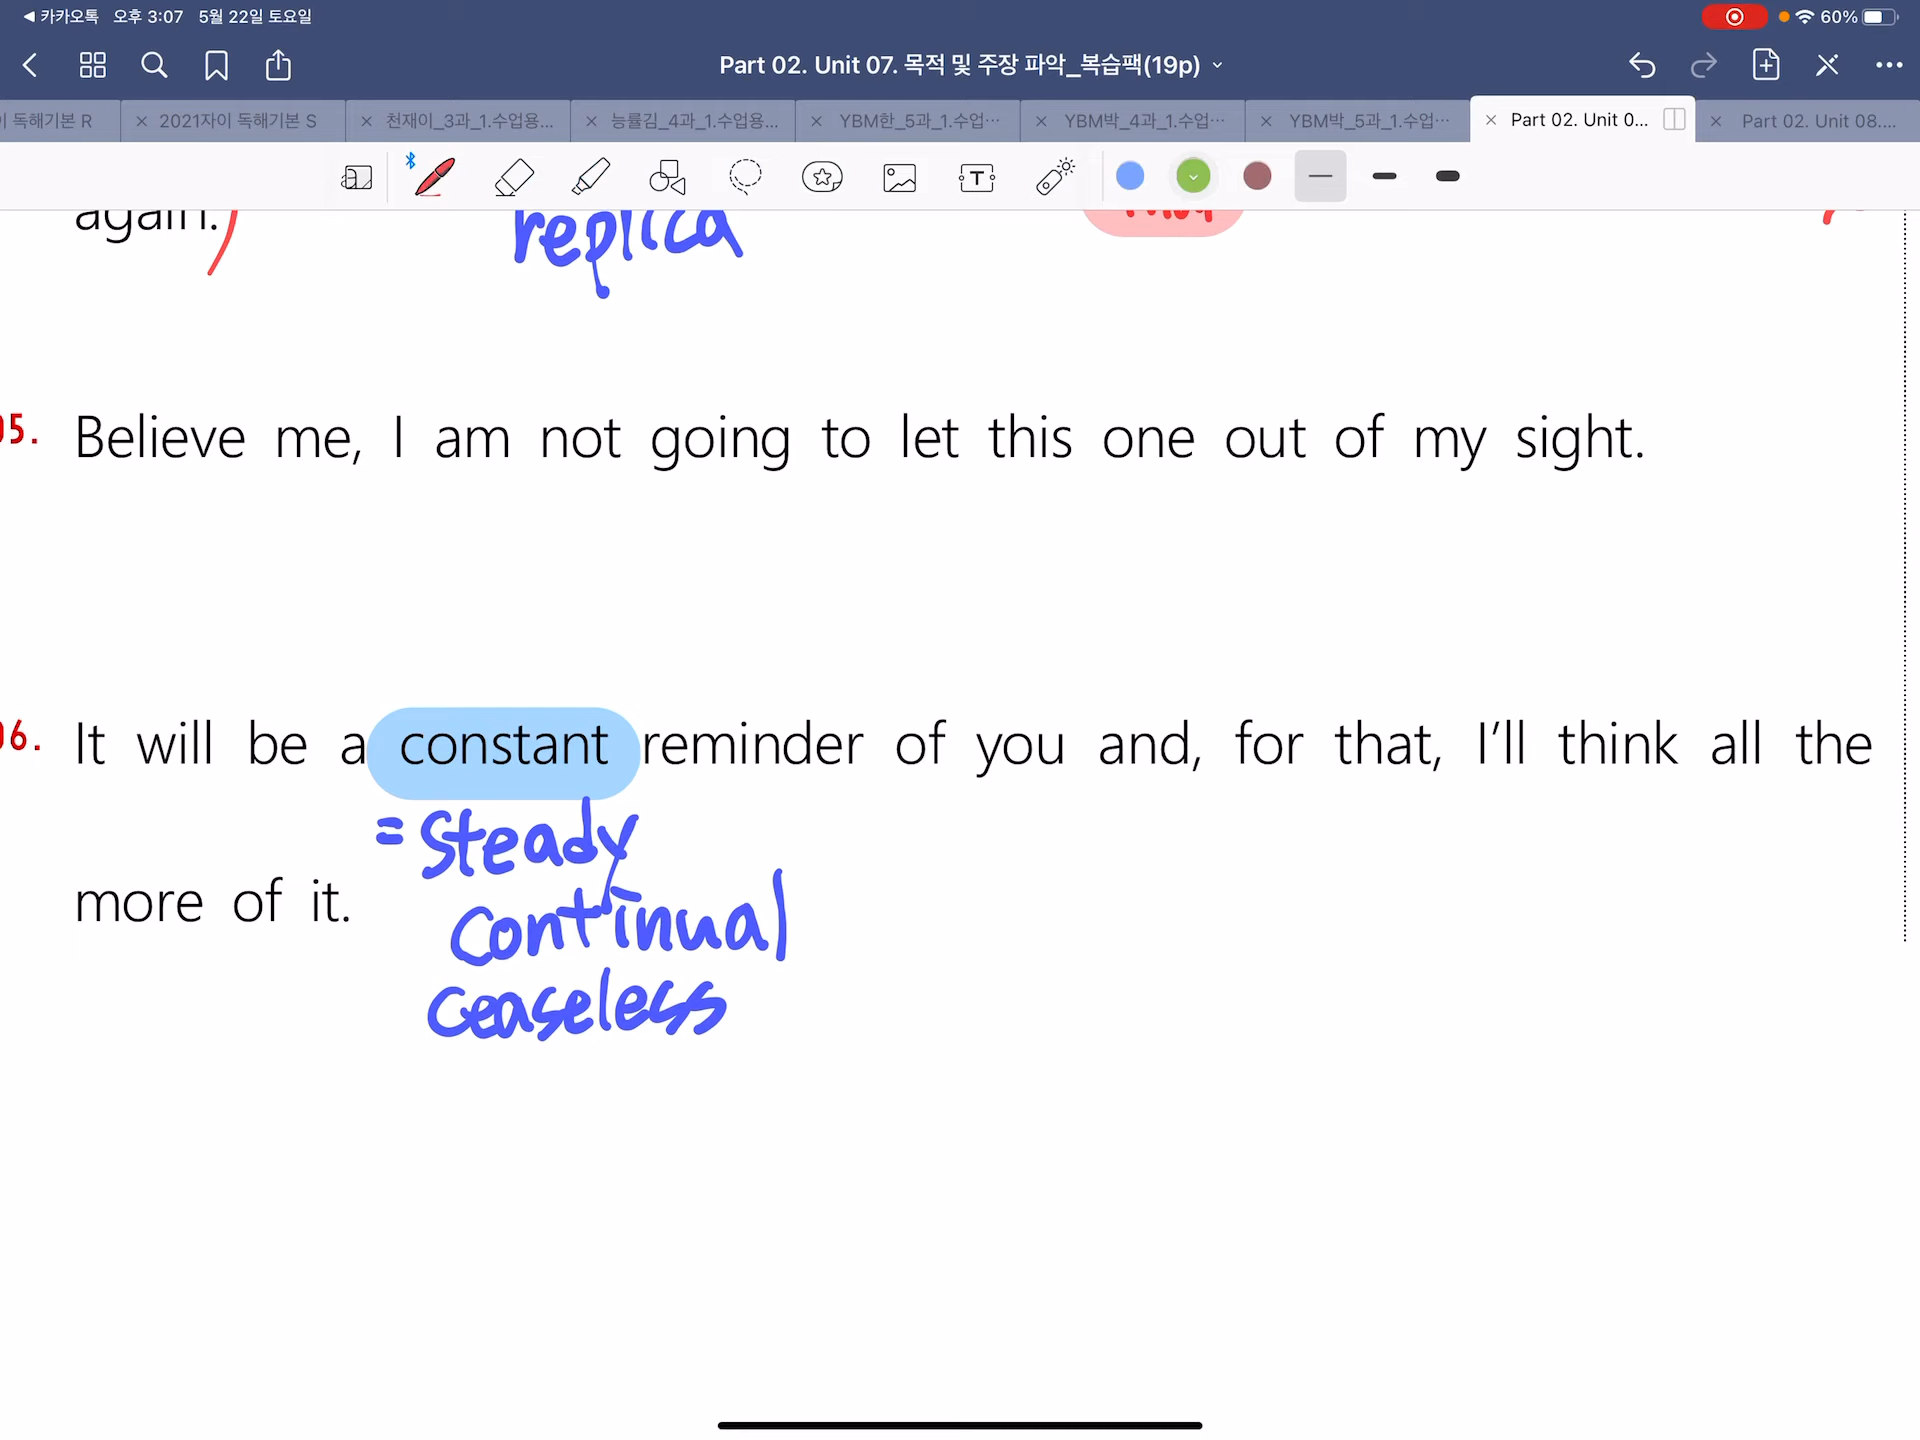 카카오톡 오후 3:07 5월 22일 토요일 60%
Part 02. Unit 07. 목적 및 주장 파악_복습팩(19p)
독해기본 R 2021자이 독해기본 S 천재이_3과_1.수업용... 능률김_4과_1.수업용... YBM한_5과_1.수업… YBM박_4과_1.수업… YBM박_5과_1.수업… Part 02. Unit 0... Part 02. Unit 08....
again.)
replica
05. Believe me, I am not going to let this one out of my sight.
06. It will be a constant reminder of you and, for that, I'll think all the
= steady
more of it.
continual
ceaseless